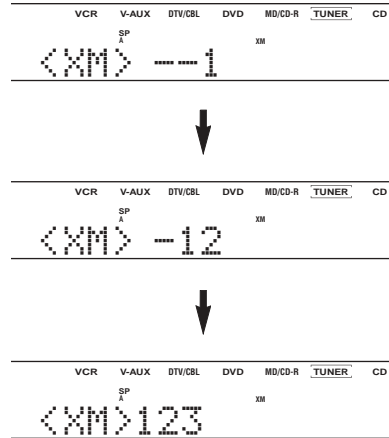 VCR V-AUX DTV/CBL DVD MD/CD-R TUNER CD
SP
A XM
<XM> --1
VCR V-AUX DTV/CBL DVD MD/CD-R TUNER CD
SP
A XM
<XM> -12
VCR V-AUX DTV/CBL DVD MD/CD-R TUNER CD
SP
A XM
<XM>123